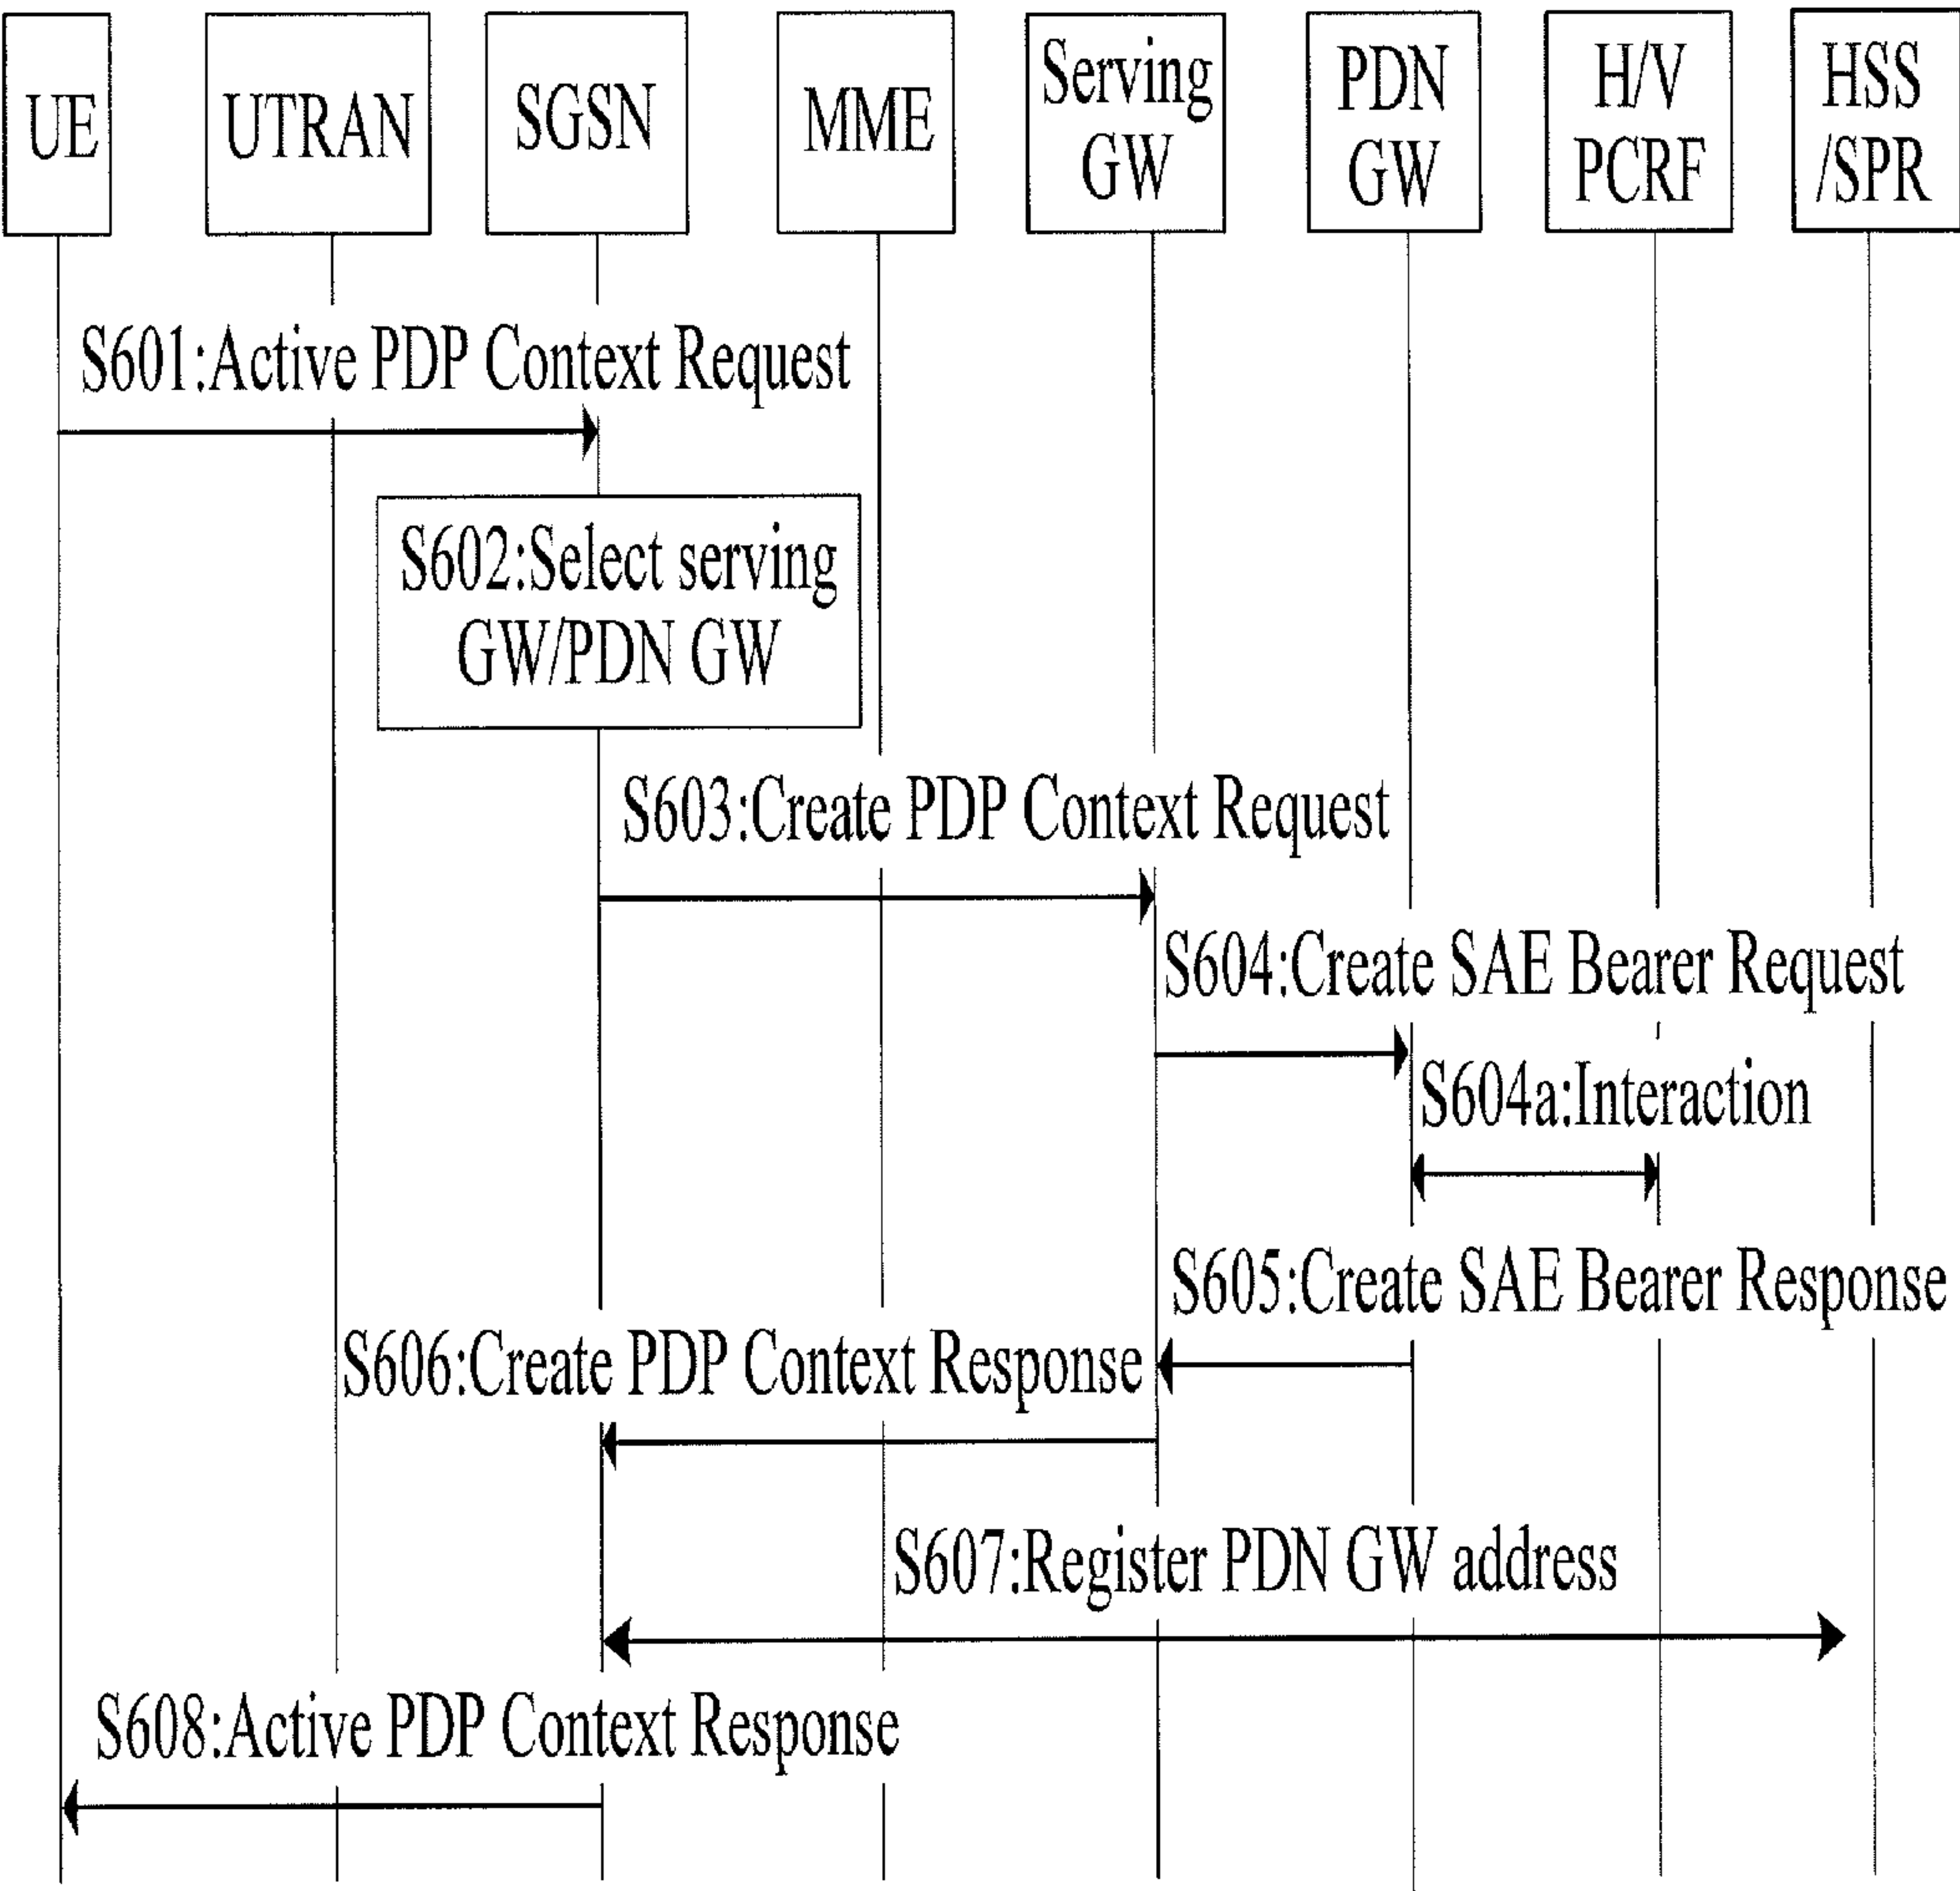 UE
UTRAN
SGSN
MME
Serving
GW
PDN
GW
H/V
PCRF
HSS
/SPR
S601:Active PDP Context Request
S602:Select serving
GW/PDN GW
S603:Create PDP Context Request
S604:Create SAE Bearer Request
S604a:Interaction
S605:Create SAE Bearer Response
S606:Create PDP Context Response
S607:Register PDN GW address
S608:Active PDP Context Response